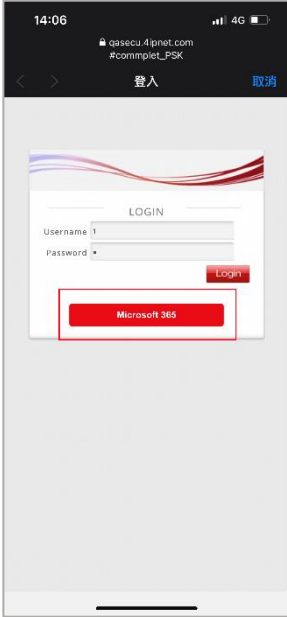 14:06
4G
qasecu.4ipnet.com
#commplet_PSK
登入
取消
LOGIN
Username 1
Password •
Login
Microsoft 365